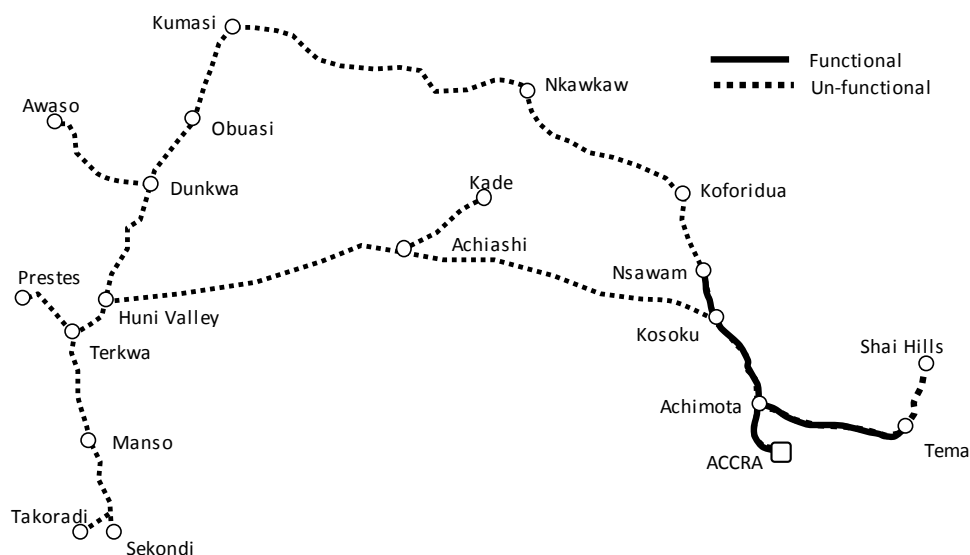 Kumasi
Functional
Un-functional
Nkawkaw
Awaso
Obuasi
Dunkwa
Kade
Koforidua
Achiashi
Nsawam
Prestes
Huni Valley
Kosoku
Terkwa
Shai Hills
Achimota
Manso
Tema
ACCRA
Takoradi
Sekondi